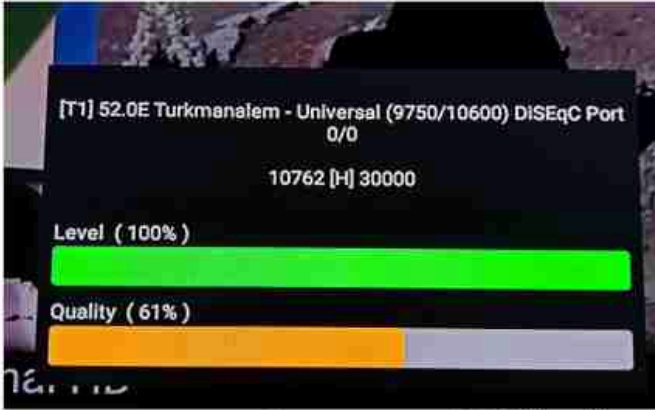 [T1] 52.0E Turkmanalem - Universal (9750/10600) DiSEqC Port
0/0
10762 [H] 30000
Level ( 100% )
Quality ( 61% )